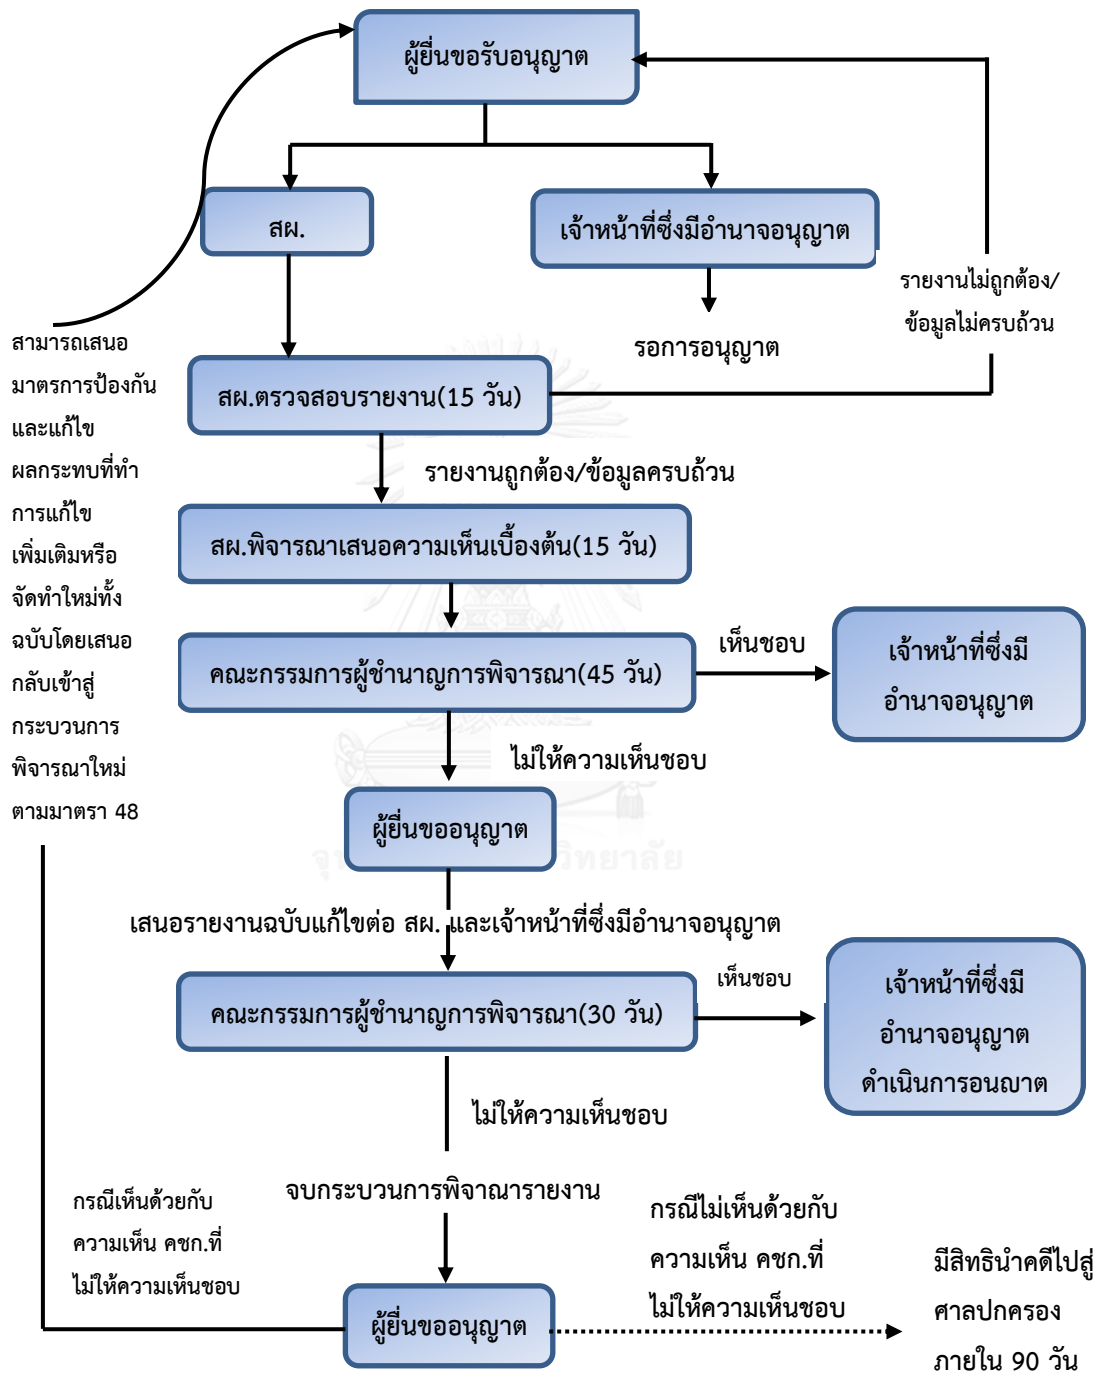 ผู้ยื่นขอรับอนุญาต
สผ.
เจ้าหน้าที่ซึ่งมีอำนาจอนุญาต
รายงานไม่ถูกต้อง/
ข้อมูลไม่ครบถ้วน
รอการอนุญาต
สามารถเสนอ
มาตรการป้องกัน
และแก้ไข
ผลกระทบที่ทำ
การแก้ไข
เพิ่มเติมหรือ
จัดทำใหม่ทั้ง
ฉบับโดยเสนอ
กลับเข้าสู่
กระบวนการ
พิจารณาใหม่
ตามมาตรา 48
สผ.ตรวจสอบรายงาน(15 วัน)
รายงานถูกต้อง/ข้อมูลครบถ้วน
สผ.พิจารณาเสนอความเห็นเบื้องต้น(15 วัน)
คณะกรรมการผู้ชำนาญการพิจารณา(45 วัน)
เห็นชอบ
เจ้าหน้าที่ซึ่งมี
อำนาจอนุญาต
ไม่ให้ความเห็นชอบ
ผู้ยื่นขออนุญาต
เสนอรายงานฉบับแก้ไขต่อ สผ. และเจ้าหน้าที่ซึ่งมีอำนาจอนุญาต
คณะกรรมการผู้ชำนาญการพิจารณา(30 วัน)
เห็นชอบ
เจ้าหน้าที่ซึ่งมี
อำนาจอนุญาต
ดำเนินการอนญาต
ไม่ให้ความเห็นชอบ
จบกระบวนการพิจาณารายงาน
กรณีเห็นด้วยกับ
ความเห็น คชก.ที่
ไม่ให้ความเห็นชอบ
กรณีไม่เห็นด้วยกับ
ความเห็น คชก.ที่
ไม่ให้ความเห็นชอบ
ผู้ยื่นขออนุญาต
มีสิทธินำคดีไปสู่
ศาลปกครอง
ภายใน 90 วัน